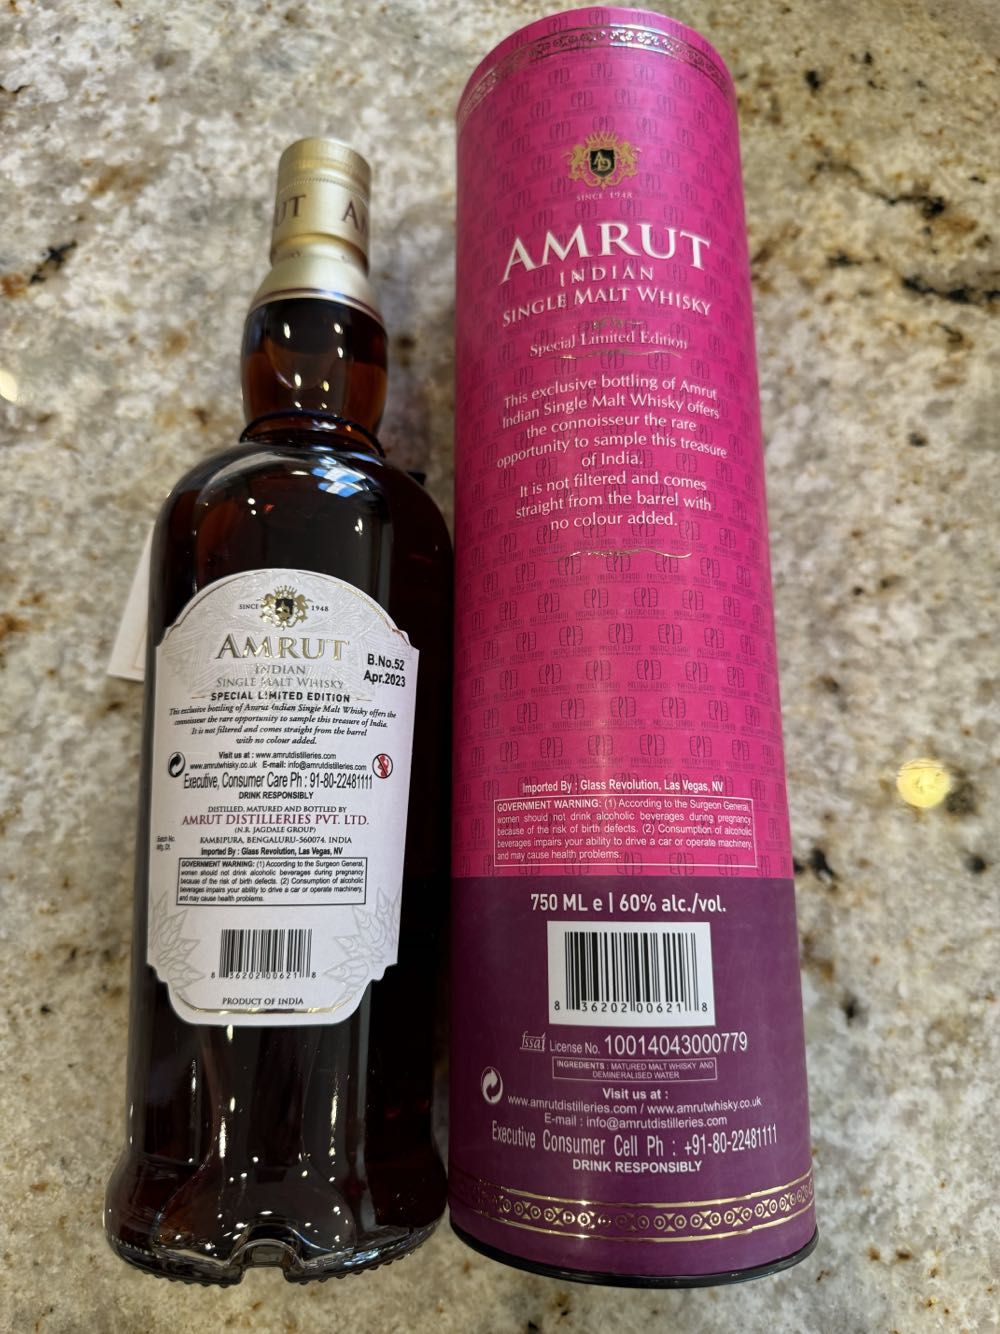 UT A
SINCE 1948
AMRUT
INDIAN
SINGLE MALT WHISKY
SPECIAL LIMITED EDITION
B.No.52
Apr.2023
This exclusive bottling of Amrut Indian Single Malt Whisky offers the
connoisseur the rare opportunity to sample this treasure of India.
It is not filtered and comes straight from the barrel
with no colour added.
Visit us at : www.amrutdistilleries.com
www.amrutwhisky.co.uk E-mail: info@amrutdistilleries.com
Executive, Consumer Care Ph : 91-80-22481111
DRINK RESPONSIBLY
DISTILLED, MATURED AND BOTTLED BY
AMRUT DISTILLERIES PVT. LTD.
(N.R. JAGDALE GROUP)
KAMBIPURA, BENGALURU-560074. INDIA
Batch No.
Mfg. Dt.
Imported By : Glass Revolution, Las Vegas, NV
GOVERNMENT WARNING: (1) According to the Surgeon General,
women should not drink alcoholic beverages during pregnancy
because of the risk of birth defects. (2) Consumption of alcoholic
beverages impairs your ability to drive a car or operate machinery,
and may cause health problems.
8 36202 00621 8
PRODUCT OF INDIA
AD
SINCE 1948
AMRUT
INDIAN
SINGLE MALT WHISKY
Special Limited Edition
This exclusive bottling of Amrut
Indian Single Malt Whisky offers
the connoisseur the rare
opportunity to sample this treasure
of India.
It is not filtered and comes
straight from the barrel with
no colour added.
Imported By : Glass Revolution, Las Vegas, NV
GOVERNMENT WARNING: (1) According to the Surgeon General,
women should not drink alcoholic beverages during pregnancy
because of the risk of birth defects. (2) Consumption of alcoholic
beverages impairs your ability to drive a car or operate machinery,
and may cause health problems.
750 ML e | 60% alc./vol.
8 36202 00621 8
fssai License No. 10014043000779
INGREDIENTS : MATURED MALT WHISKY AND
DEMINERALISED WATER
Visit us at :
www.amrutdistilleries.com / www.amrutwhisky.co.uk
E-mail : info@amrutdistilleries.com
Executive Consumer Cell Ph : +91-80-22481111
DRINK RESPONSIBLY